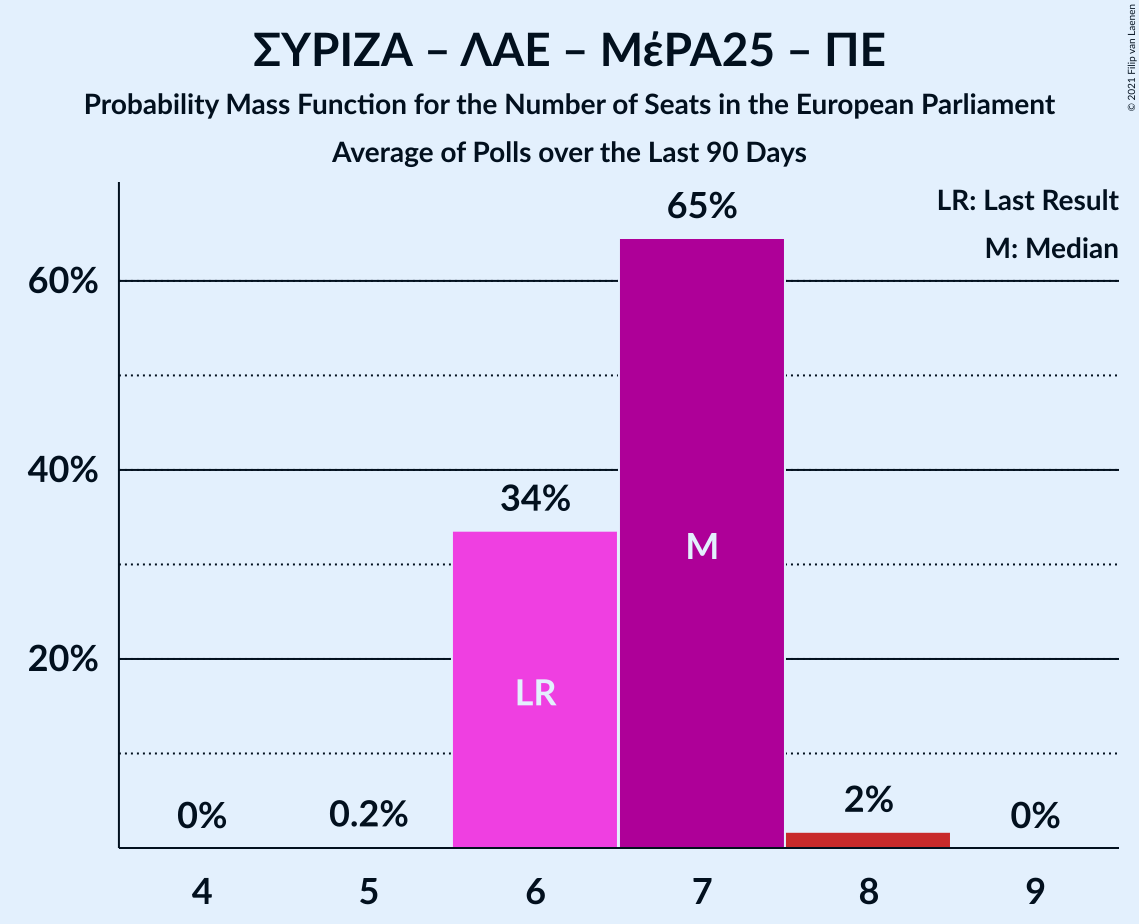 ΣΥΡΙΖΑ – ΛΑΕ – ΜέΡΑ25 – ΠΕ
Probability Mass Function for the Number of Seats in the European Parliament
Average of Polls over the Last 90 Days
© 2021 Filip van Laenen
LR: Last Result
M: Median
65%
60%
40%
34%
M
20%
LR
0%
0.2%
2%
0%
4 5 6 7 8 9